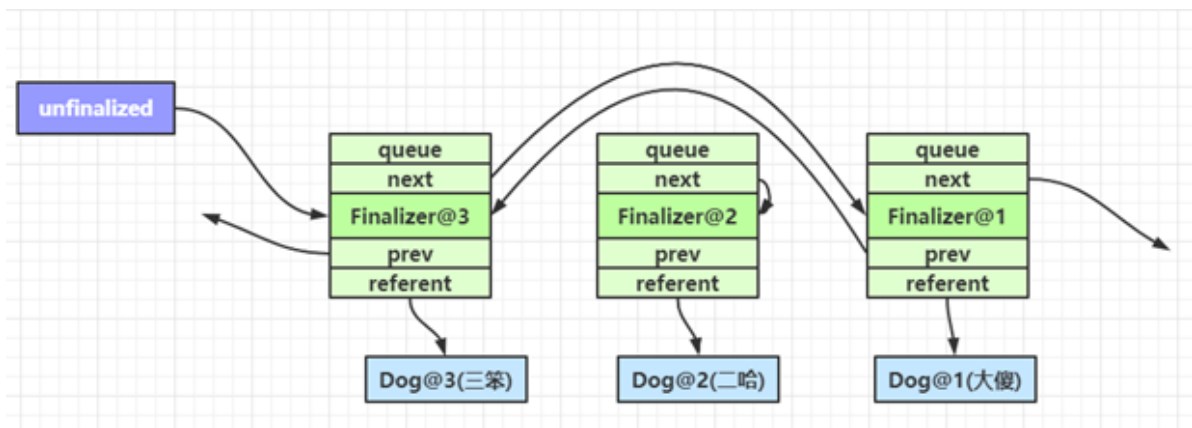 unfinalized
queue
next
Finalizer@3
prev
referent
Dog@3(三笨)
queue
next
Finalizer@2
prev
referent
Dog@2(二哈)
queue
next
Finalizer@1
prev
referent
Dog@1(大傻)